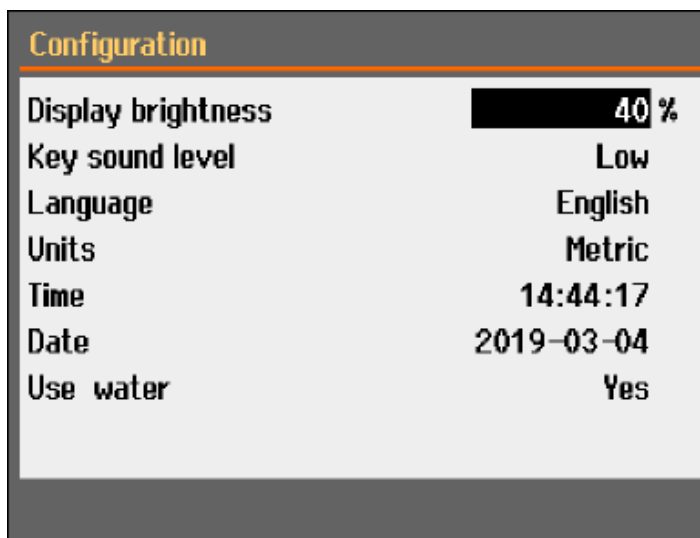 Configuration
Display brightness 40 %
Key sound level Low
Language English
Units Metric
Time 14:44:17
Date 2019-03-04
Use water Yes